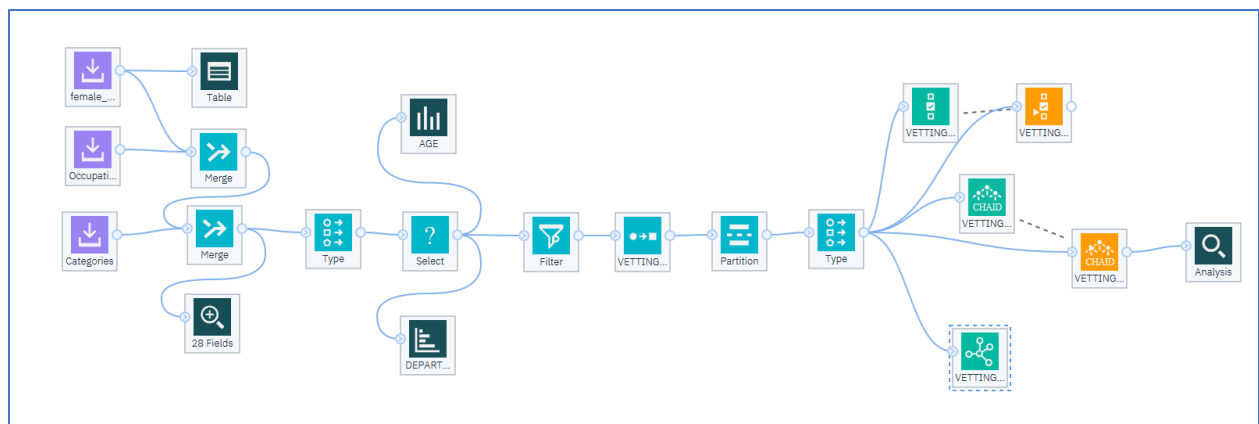 female_...
Table
Occupati...
Merge
Categories
Merge
28 Fields
Type
AGE
?
Select
DEPART...
Filter
VETTING...
Partition
Type
VETTING...
VETTING...
CHAID
VETTING...
CHAID
VETTING...
Analysis
VETTING...